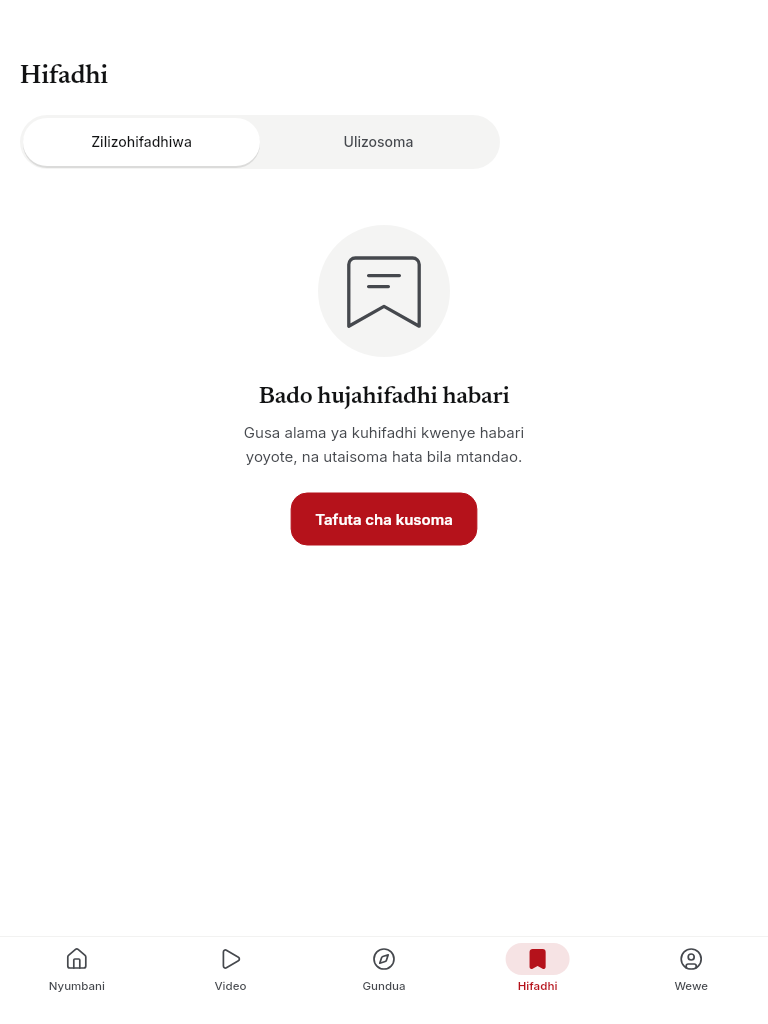 Hifadhi
Zilizohifadhiwa
Ulizosoma
Bado hujahifadhi habari
Gusa alama ya kuhifadhi kwenye habari
yoyote, na utaisoma hata bila mtandao.
Tafuta cha kusoma
Nyumbani
Video
Gundua
Hifadhi
Wewe